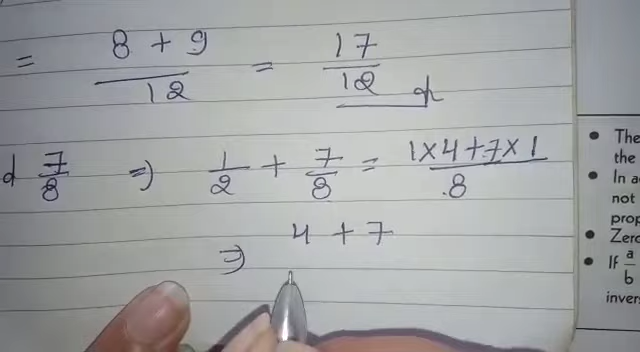 = 8 + 9 / 12 = 17 / 12
d 7/8 ⇒ 1/2 + 7/8 = 1×4+7×1 / 8
⇒ 4 + 7
• The
the
• In a
not
prop
• Zero
• If a/b
inver